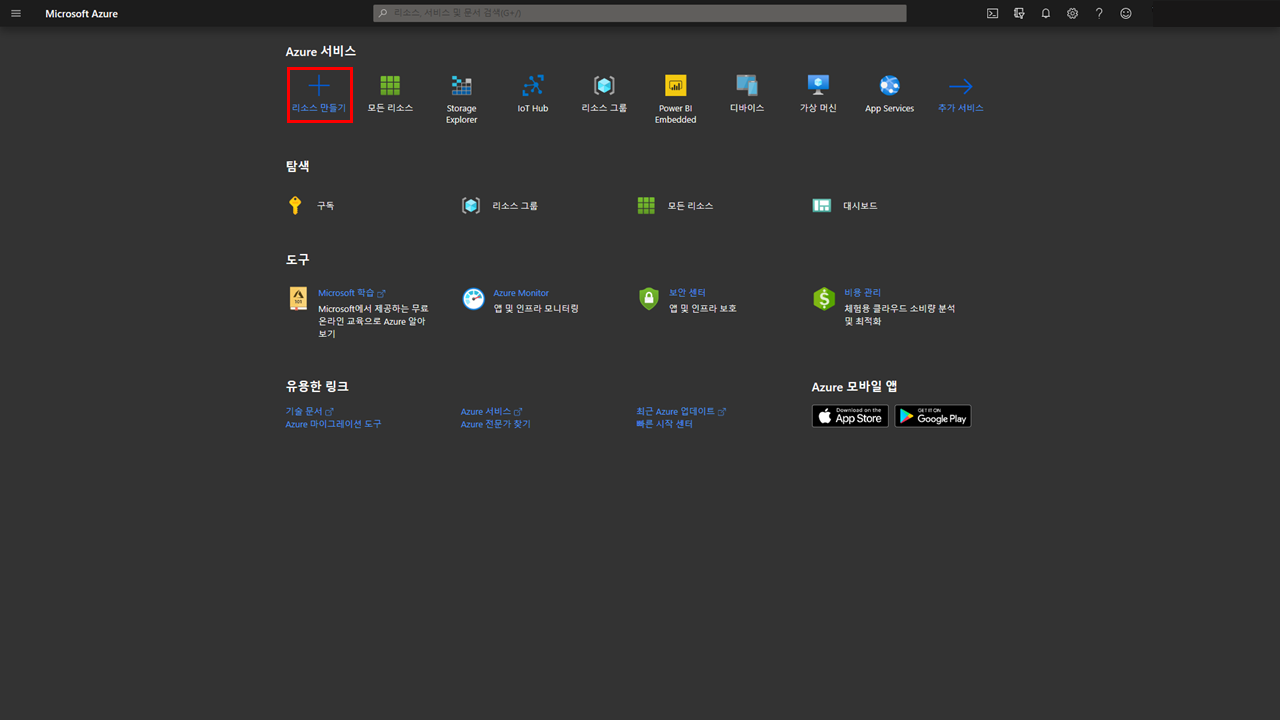 Microsoft Azure
리소스, 서비스 및 문서 검색(G+/)
Azure 서비스
리소스 만들기
모든 리소스
Storage
Explorer
IoT Hub
리소스 그룹
Power BI
Embedded
디바이스
가상 머신
App Services
추가 서비스
탐색
구독
리소스 그룹
모든 리소스
대시보드
도구
Microsoft 학습
Microsoft에서 제공하는 무료
온라인 교육으로 Azure 알아
보기
Azure Monitor
앱 및 인프라 모니터링
보안 센터
앱 및 인프라 보호
비용 관리
체험용 클라우드 소비량 분석
및 최적화
유용한 링크
기술 문서
Azure 마이그레이션 도구
Azure 서비스
Azure 전문가 찾기
최근 Azure 업데이트
빠른 시작 센터
Azure 모바일 앱
Download on the
App Store
GET IT ON
Google Play